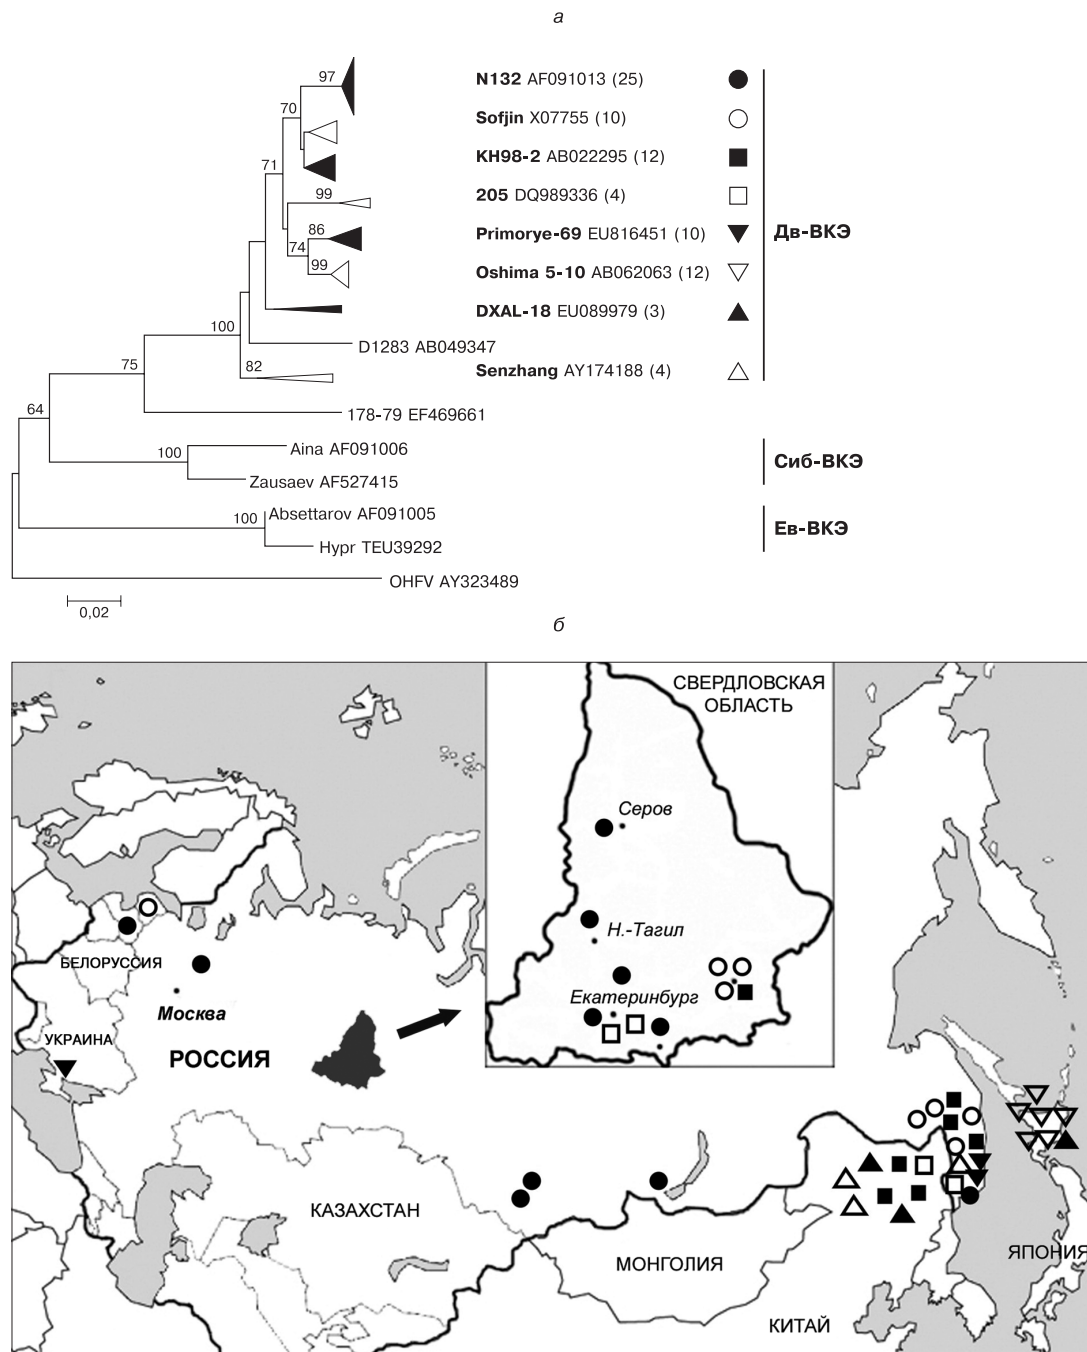 а
97
N132 AF091013 (25)
70
Sofjin X07755 (10)
71
KH98-2 AB022295 (12)
99
205 DQ989336 (4)
86
Primorye-69 EU816451 (10)
Дв-ВКЭ
74
99
Oshima 5-10 AB062063 (12)
DXAL-18 EU089979 (3)
100
D1283 AB049347
75
82
Senzhang AY174188 (4)
64
178-79 EF469661
100
Aina AF091006
Сиб-ВКЭ
Zausaev AF527415
100
Absettarov AF091005
Ев-ВКЭ
Hypr TEU39292
OHFV AY323489
0,02
б
СВЕРДЛОВСКАЯ
ОБЛАСТЬ
Серов
Н.-Тагил
Екатеринбург
БЕЛОРУССИЯ
Москва
УКРАИНА
РОССИЯ
КАЗАХСТАН
МОНГОЛИЯ
ЯПОНИЯ
КИТАЙ